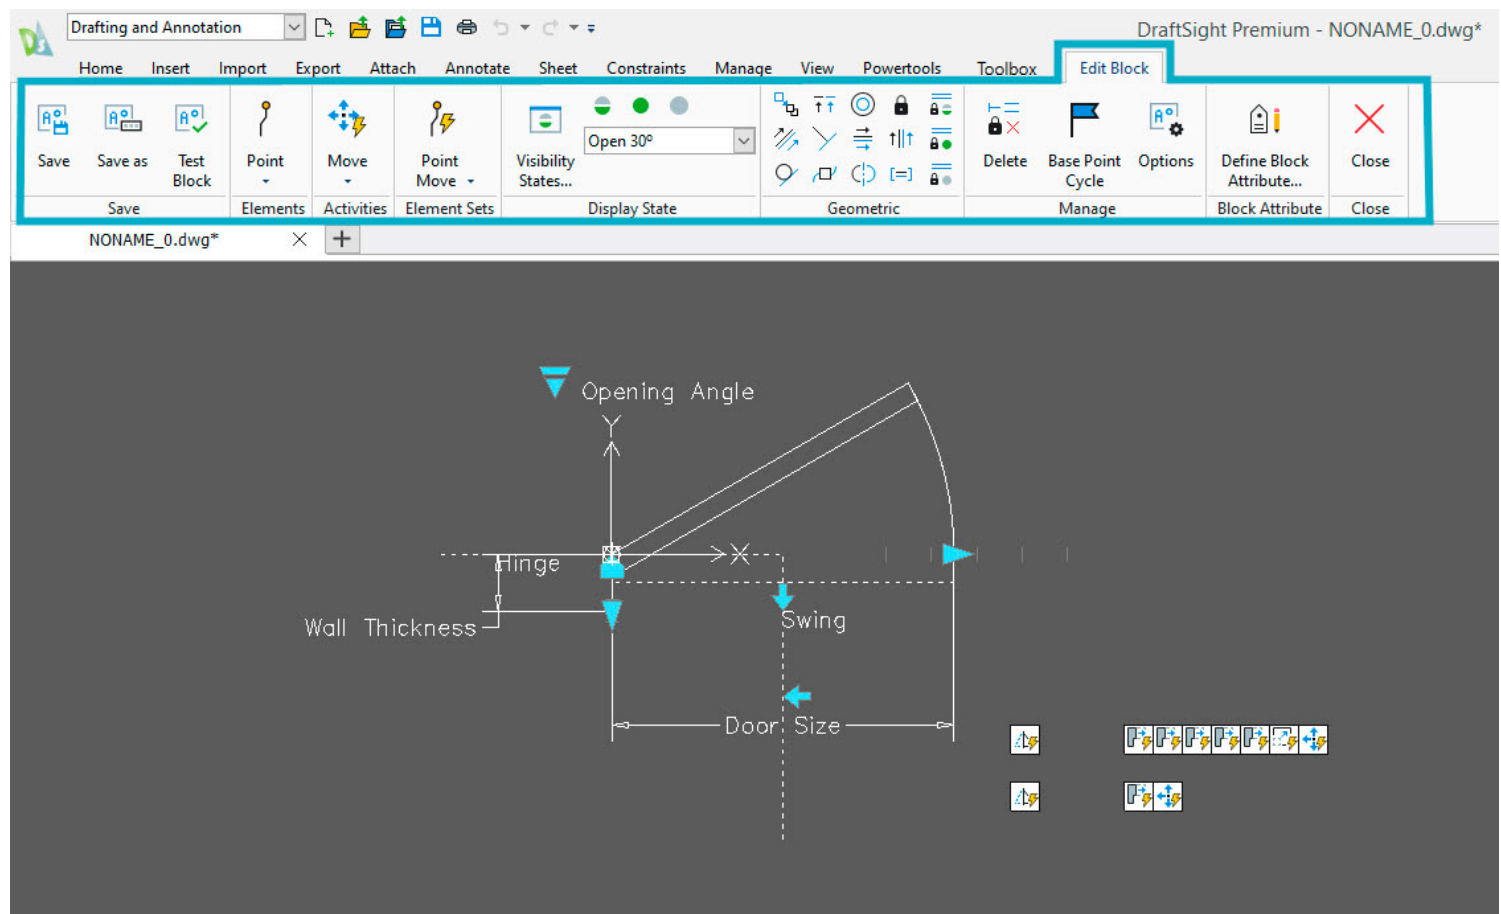 Drafting and Annotation
DraftSight Premium - NONAME_0.dwg*
DS
Home Insert Import Export Attach Annotate Sheet Constraints Manage View Powertools Toolbox Edit Block
Open 30º
Save Save as Test Block Point Move Point Move Visibility States... Delete Base Point Cycle Options Define Block Attribute... Close
Save Elements Activities Element Sets Display State Geometric Manage Block Attribute Close
NONAME_0.dwg*
Opening Angle
Y
X
Hinge
Swing
Wall Thickness
Door Size